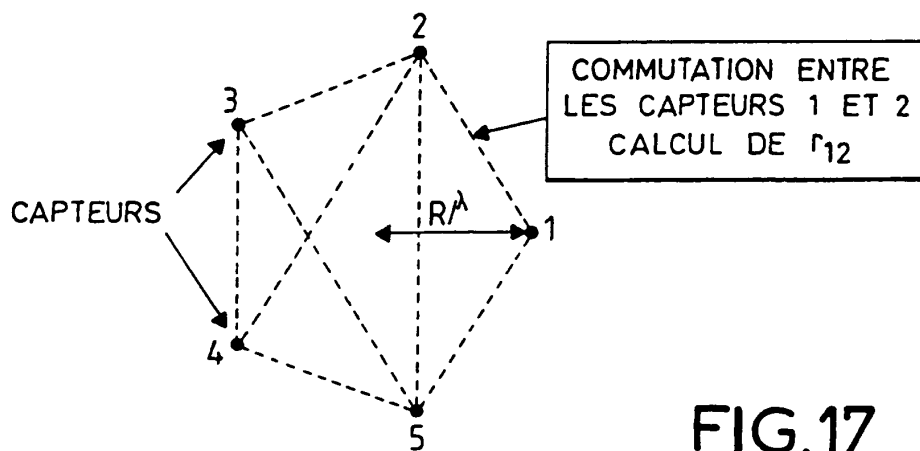 2
COMMUTATION ENTRE
LES CAPTEURS 1 ET 2
CALCUL DE r12
3
CAPTEURS
R/λ
1
4
5
FIG.17